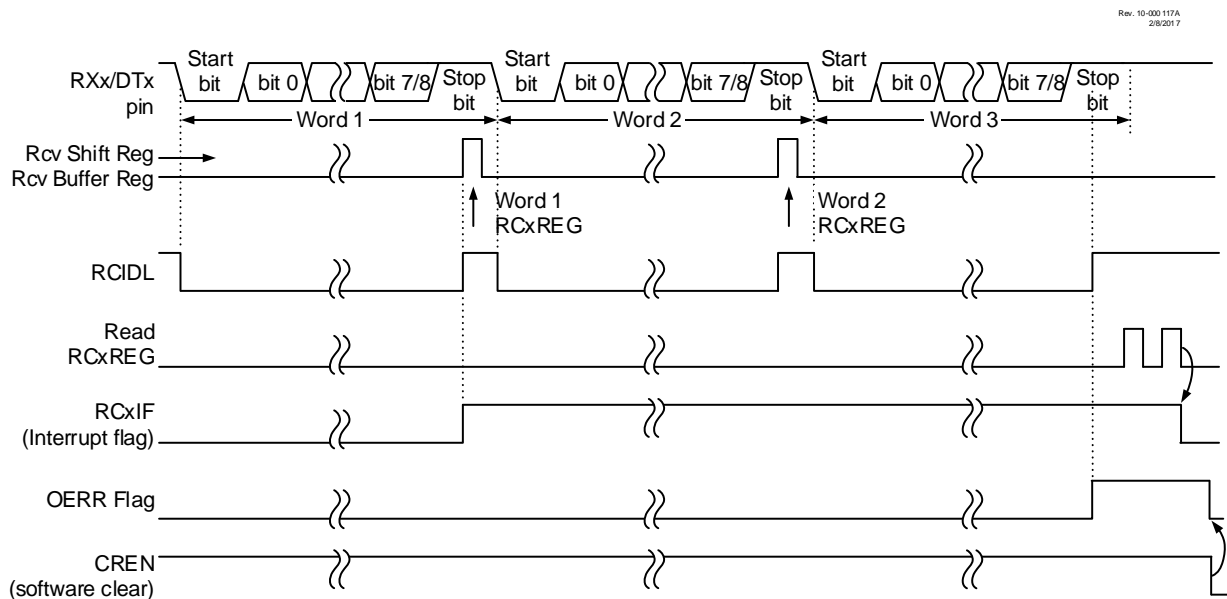 Rev. 10-000 117A
2/8/2017
RXx/DTx
pin
Start
bit
bit 0
bit 7/8
Stop
bit
Start
bit
bit 0
bit 7/8
Stop
bit
Start
bit
bit 0
bit 7/8
Stop
bit
Word 1
Word 2
Word 3
Rcv Shift Reg
Rcv Buffer Reg
Word 1
RCxREG
Word 2
RCxREG
RCIDL
Read
RCxREG
RCxIF
(Interrupt flag)
OERR Flag
CREN
(software clear)